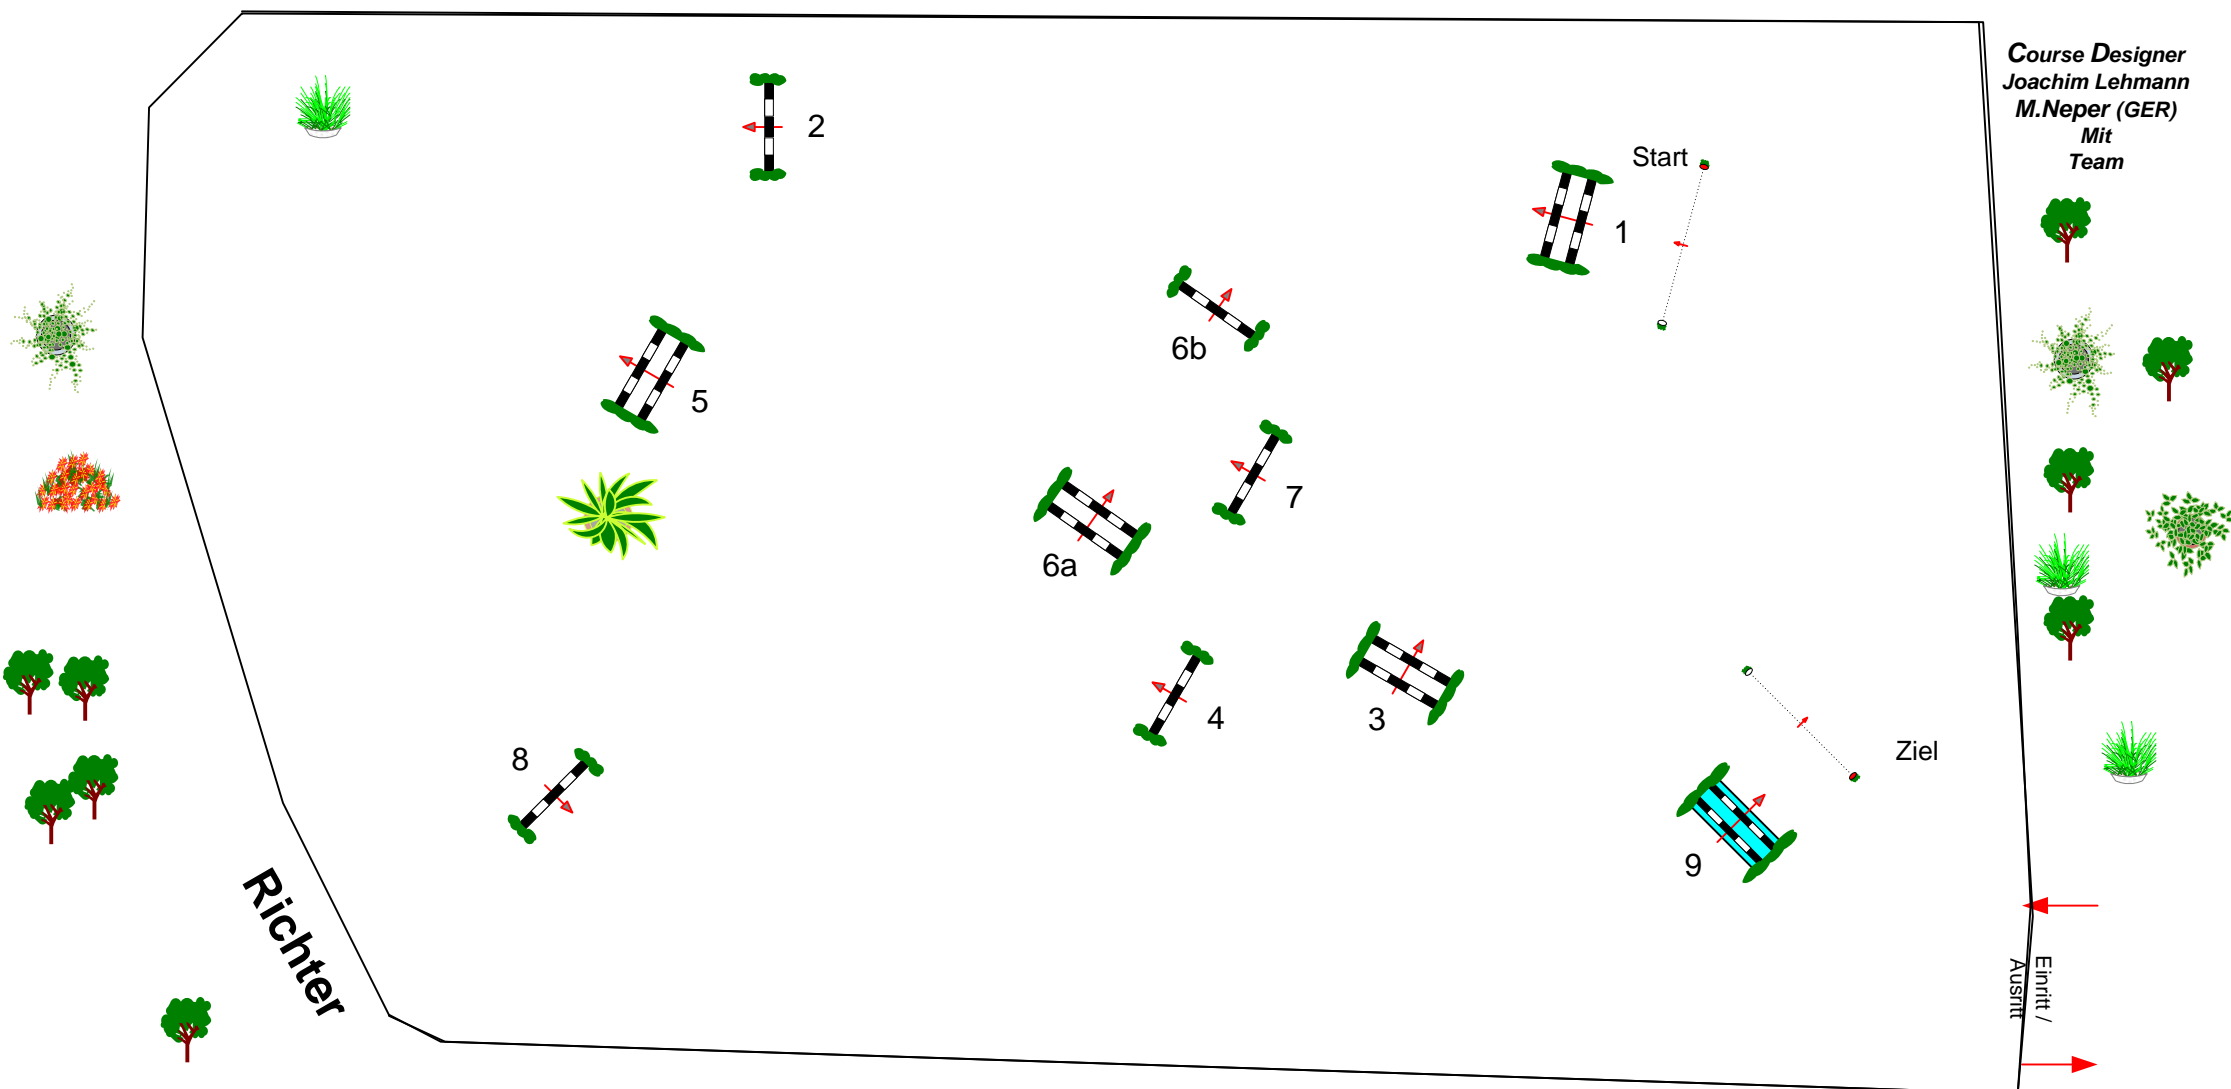 Course Designer
Joachim Lehmann
M.Neper (GER)
Mit
Team
2
Start
1
6b
5
7
6a
4
3
8
Ziel
9
Richter
Einritt /
Ausritt